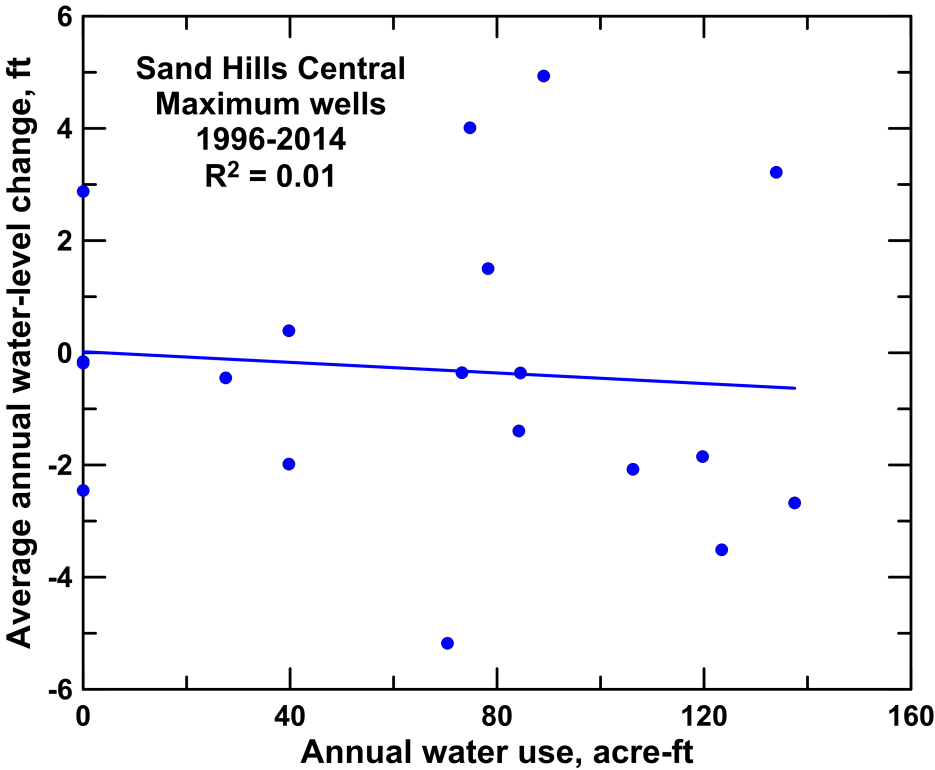 Sand Hills Central
Maximum wells
1996-2014
R² = 0.01
6
4
2
0
-2
-4
-6
Average annual water-level change, ft
0 40 80 120 160
Annual water use, acre-ft